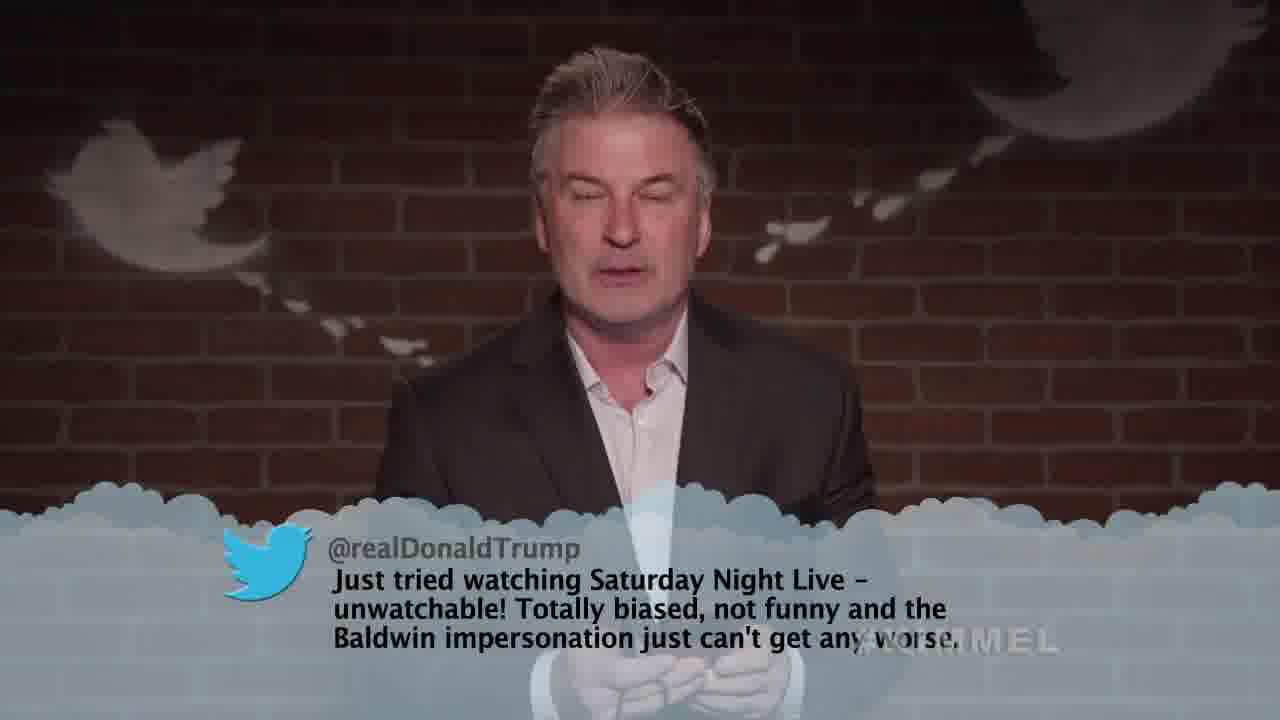 @realDonaldTrump
Just tried watching Saturday Night Live -
unwatchable! Totally biased, not funny and the
Baldwin impersonation just can't get any worse.
#KIMMEL